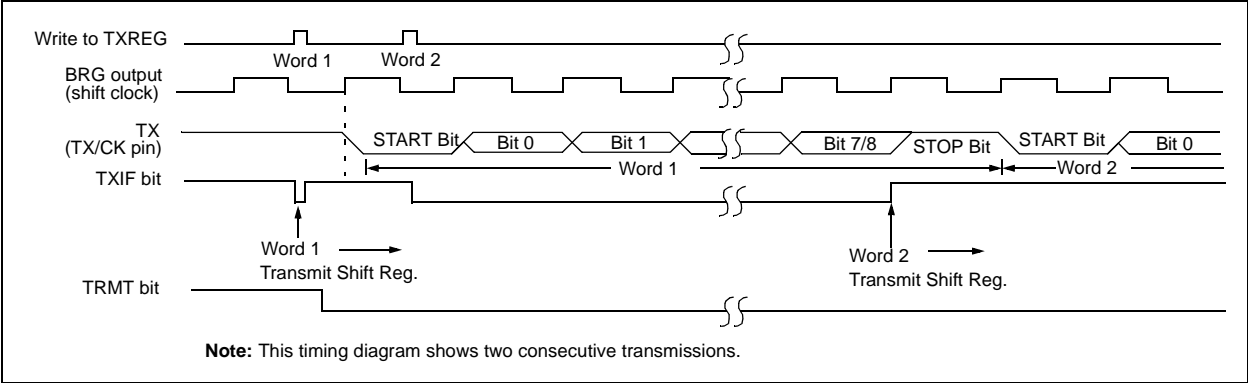 Write to TXREG
Word 1
Word 2
BRG output
(shift clock)
TX
(TX/CK pin)
START Bit
Bit 0
Bit 1
Bit 7/8
STOP Bit
START Bit
Bit 0
Word 1
Word 2
TXIF bit
Word 1
Transmit Shift Reg.
Word 2
Transmit Shift Reg.
TRMT bit
Note: This timing diagram shows two consecutive transmissions.